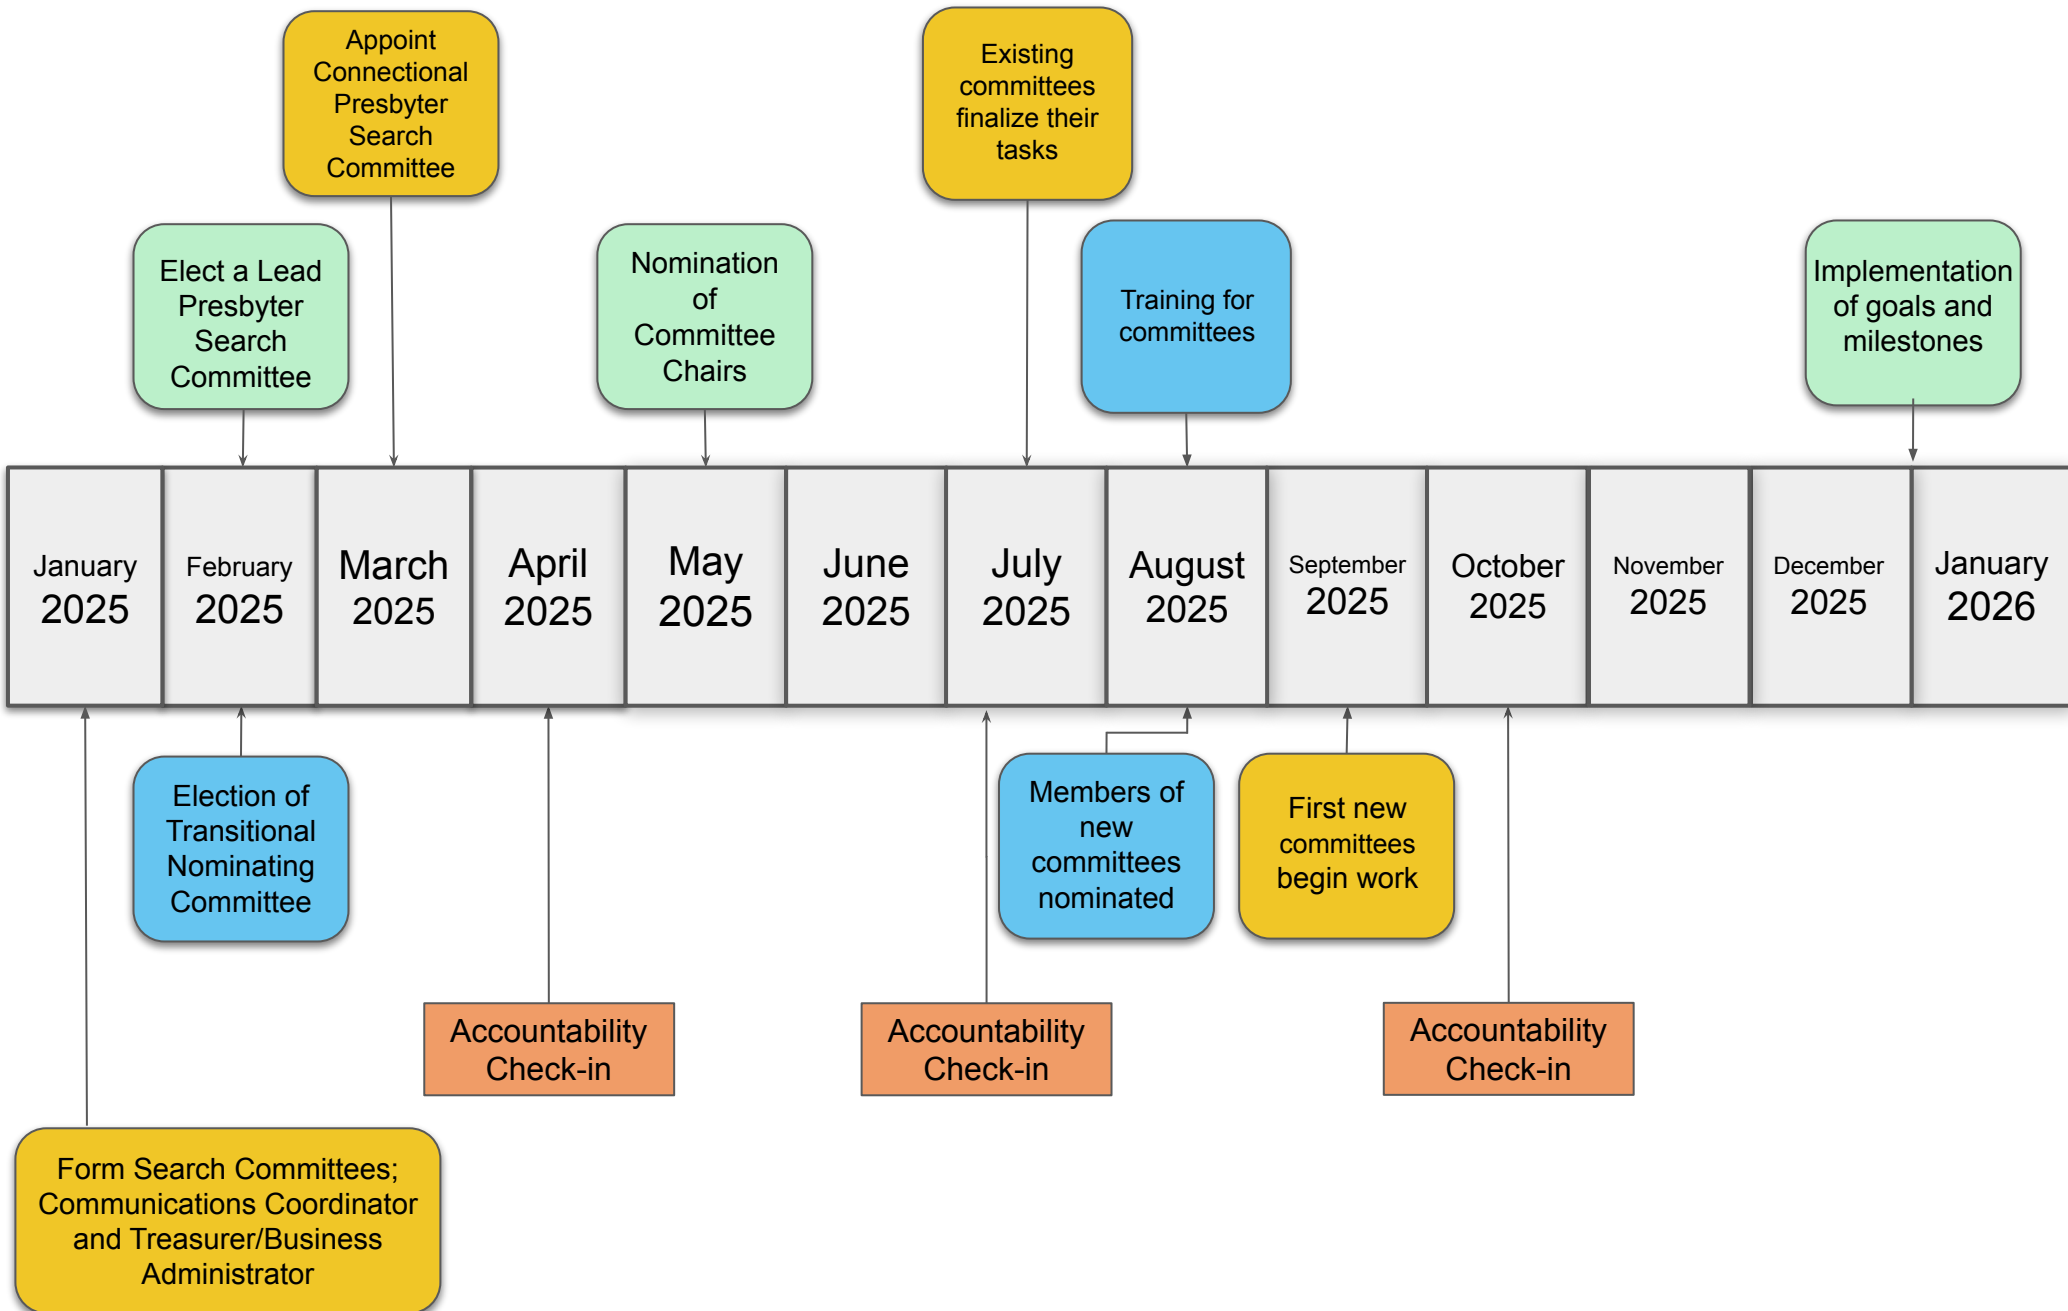 Appoint
Connectional
Presbyter
Search
Committee
Existing
committees
finalize their
tasks
Elect a Lead
Presbyter
Search
Committee
Nomination
of
Committee
Chairs
Training for
committees
Implementation
of goals and
milestones
January
2025
February
2025
March
2025
April
2025
May
2025
June
2025
July
2025
August
2025
September
2025
October
2025
November
2025
December
2025
January
2026
Election of
Transitional
Nominating
Committee
Members of
new
committees
nominated
First new
committees
begin work
Accountability
Check-in
Accountability
Check-in
Accountability
Check-in
Form Search Committees;
Communications Coordinator
and Treasurer/Business
Administrator